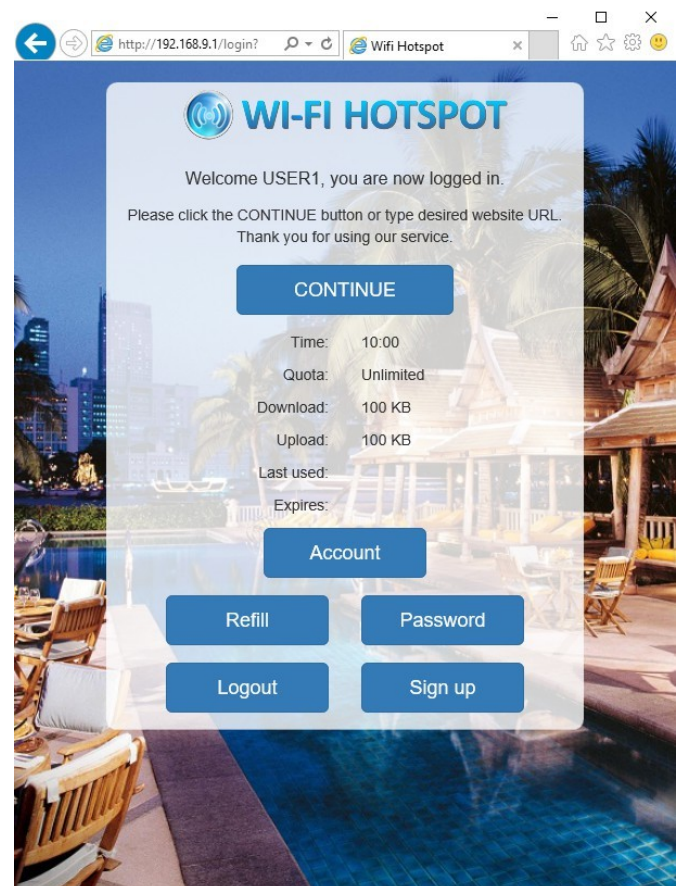 http://192.168.9.1/login?
Wifi Hotspot
WI-FI HOTSPOT
Welcome USER1, you are now logged in.
Please click the CONTINUE button or type desired website URL.
Thank you for using our service.
CONTINUE
Time: 10:00
Quota: Unlimited
Download: 100 KB
Upload: 100 KB
Last used:
Expires:
Account
Refill Password
Logout Sign up